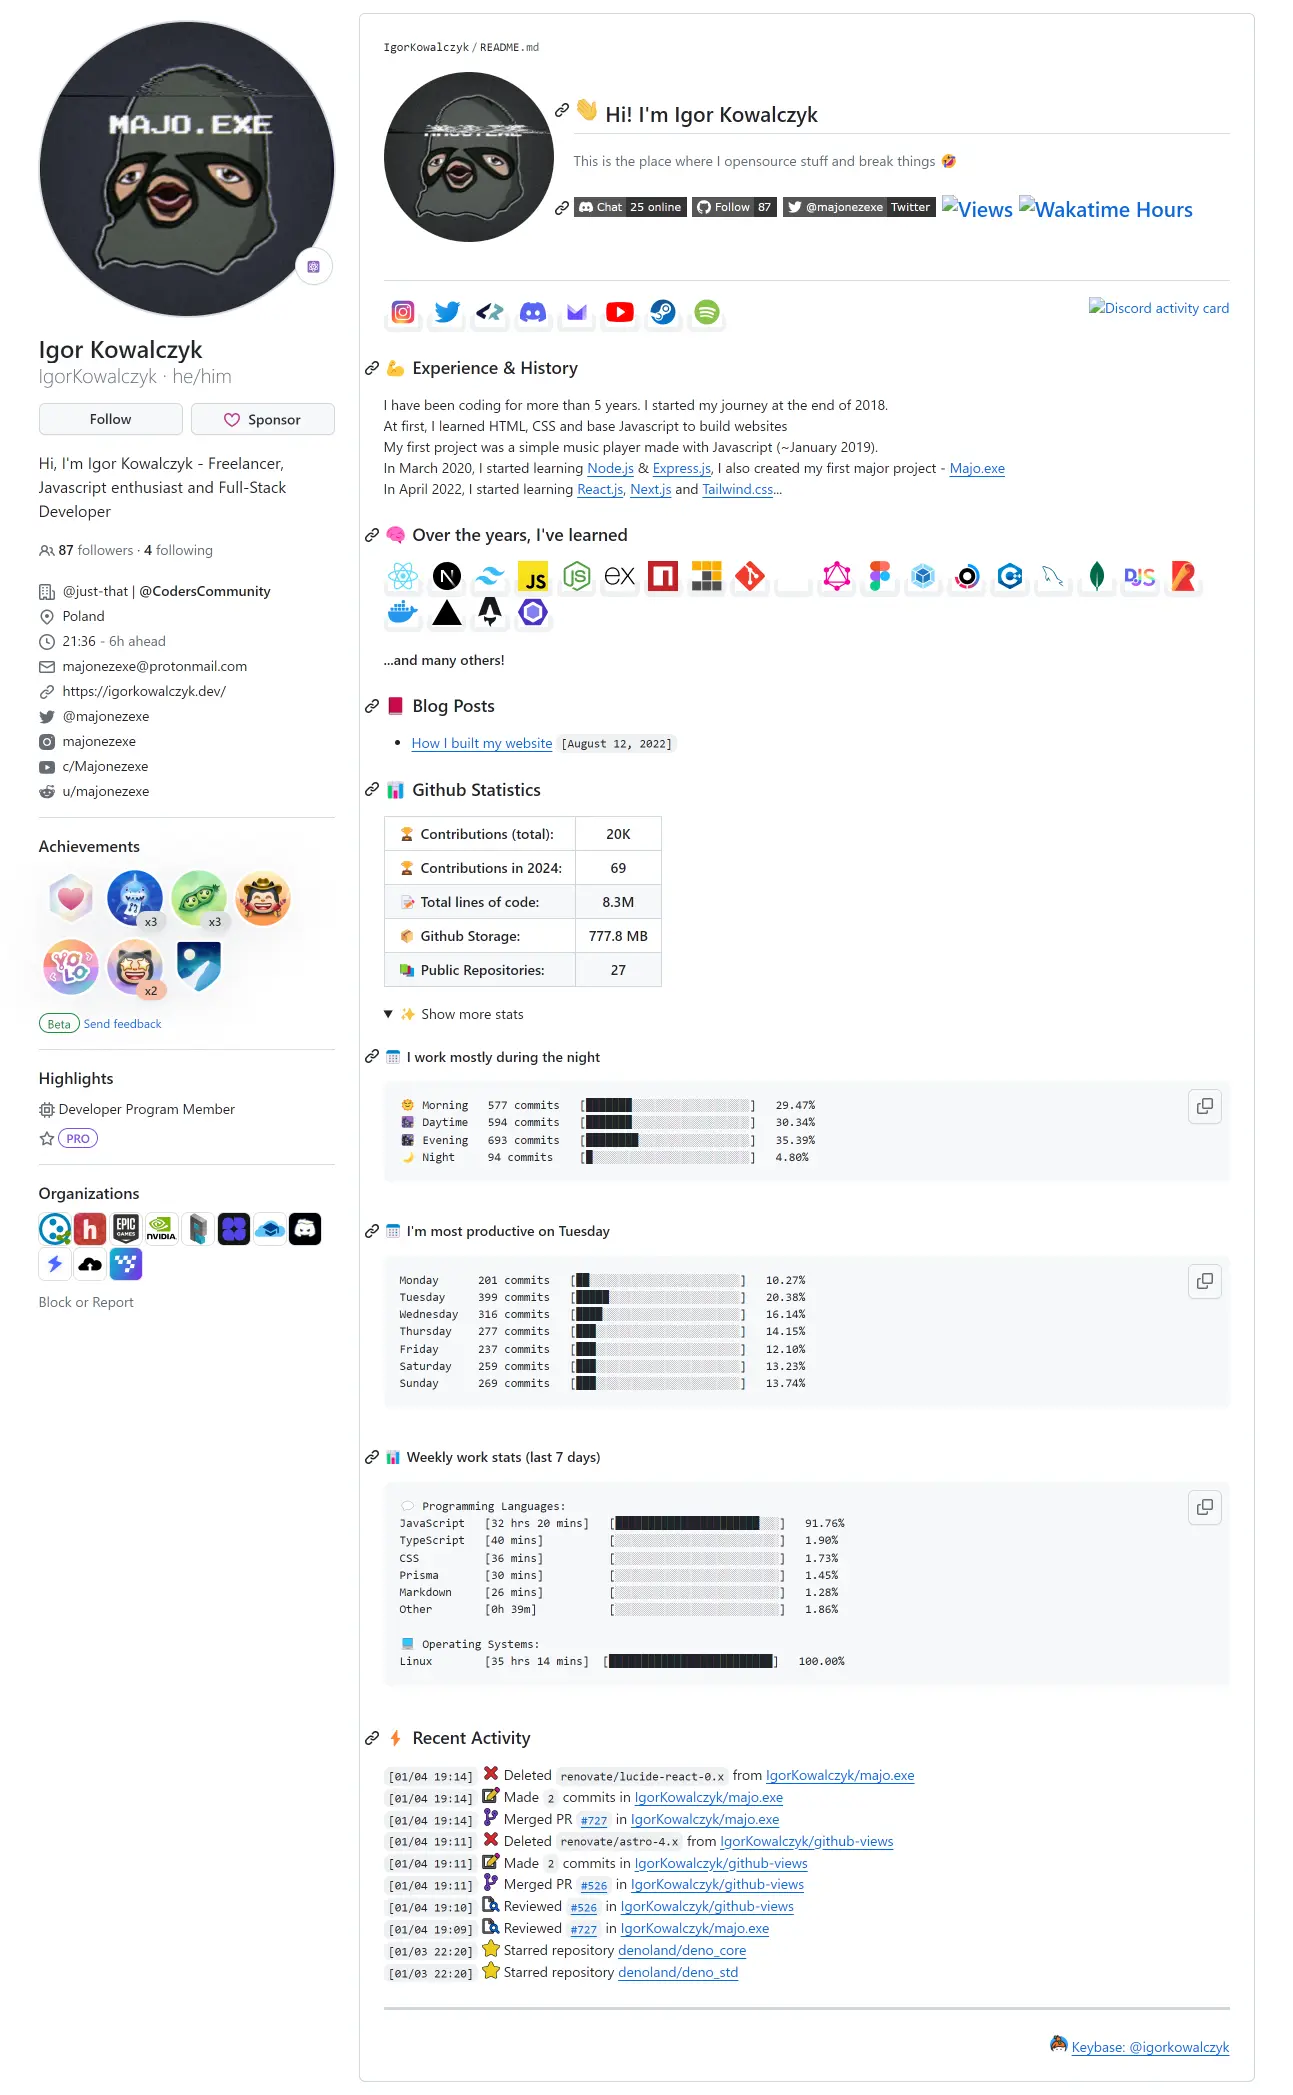 MAJO.EXE
Igor Kowalczyk
IgorKowalczyk · he/him
Follow
Sponsor
Hi, I'm Igor Kowalczyk - Freelancer,
Javascript enthusiast and Full-Stack
Developer
87 followers · 4 following
@just-that | @CodersCommunity
Poland
21:36 - 6h ahead
majonezexe@protonmail.com
https://igorkowalczyk.dev/
@majonezexe
majonezexe
c/Majonezexe
u/majonezexe
Achievements
x3
x3
YOLO
x2
Beta Send feedback
Highlights
Developer Program Member
PRO
Organizations
h
EPIC GAMES
NVIDIA
Block or Report
IgorKowalczyk/README.md
👋 Hi! I'm Igor Kowalczyk
This is the place where I opensource stuff and break things 🤣
Chat 25 online Follow 87 @majonezexe Twitter Views Wakatime Hours
Discord activity card
💪 Experience & History
I have been coding for more than 5 years. I started my journey at the end of 2018.
At first, I learned HTML, CSS and base Javascript to build websites
My first project was a simple music player made with Javascript (~January 2019).
In March 2020, I started learning Node.js & Express.js, I also created my first major project - Majo.exe
In April 2022, I started learning React.js, Next.js and Tailwind.css...
🧠 Over the years, I've learned
N JS JS ex n C++ DJS
...and many others!
📕 Blog Posts
• How I built my website [August 12, 2022]
📊 Github Statistics
🏆 Contributions (total): 20K
🏆 Contributions in 2024: 69
📝 Total lines of code: 8.3M
📦 Github Storage: 777.8 MB
📚 Public Repositories: 27
▼ ✨ Show more stats
📅 I work mostly during the night
🌞 Morning 577 commits [███████░░░░░░░░░░░░░░░░░░] 29.47%
🌆 Daytime 594 commits [███████░░░░░░░░░░░░░░░░░░] 30.34%
🌃 Evening 693 commits [████████░░░░░░░░░░░░░░░░░] 35.39%
🌙 Night 94 commits [█░░░░░░░░░░░░░░░░░░░░░░░░] 4.80%
📅 I'm most productive on Tuesday
Monday 201 commits [██░░░░░░░░░░░░░░░░░░░░░░░] 10.27%
Tuesday 399 commits [█████░░░░░░░░░░░░░░░░░░░░] 20.38%
Wednesday 316 commits [████░░░░░░░░░░░░░░░░░░░░░] 16.14%
Thursday 277 commits [███░░░░░░░░░░░░░░░░░░░░░░] 14.15%
Friday 237 commits [███░░░░░░░░░░░░░░░░░░░░░░] 12.10%
Saturday 259 commits [███░░░░░░░░░░░░░░░░░░░░░░] 13.23%
Sunday 269 commits [███░░░░░░░░░░░░░░░░░░░░░░] 13.74%
📊 Weekly work stats (last 7 days)
💬 Programming Languages:
JavaScript [32 hrs 20 mins] [██████████████████████░░░] 91.76%
TypeScript [40 mins] [░░░░░░░░░░░░░░░░░░░░░░░░░] 1.90%
CSS [36 mins] [░░░░░░░░░░░░░░░░░░░░░░░░░] 1.73%
Prisma [30 mins] [░░░░░░░░░░░░░░░░░░░░░░░░░] 1.45%
Markdown [26 mins] [░░░░░░░░░░░░░░░░░░░░░░░░░] 1.28%
Other [0h 39m] [░░░░░░░░░░░░░░░░░░░░░░░░░] 1.86%
💻 Operating Systems:
Linux [35 hrs 14 mins] [█████████████████████████] 100.00%
⚡ Recent Activity
[01/04 19:14] ❌ Deleted renovate/lucide-react-0.x from IgorKowalczyk/majo.exe
[01/04 19:14] 📝 Made 2 commits in IgorKowalczyk/majo.exe
[01/04 19:14] Merged PR #727 in IgorKowalczyk/majo.exe
[01/04 19:11] ❌ Deleted renovate/astro-4.x from IgorKowalczyk/github-views
[01/04 19:11] 📝 Made 2 commits in IgorKowalczyk/github-views
[01/04 19:11] Merged PR #526 in IgorKowalczyk/github-views
[01/04 19:10] Reviewed #526 in IgorKowalczyk/github-views
[01/04 19:09] Reviewed #727 in IgorKowalczyk/majo.exe
[01/03 22:20] ⭐ Starred repository denoland/deno_core
[01/03 22:20] ⭐ Starred repository denoland/deno_std
Keybase: @igorkowalczyk